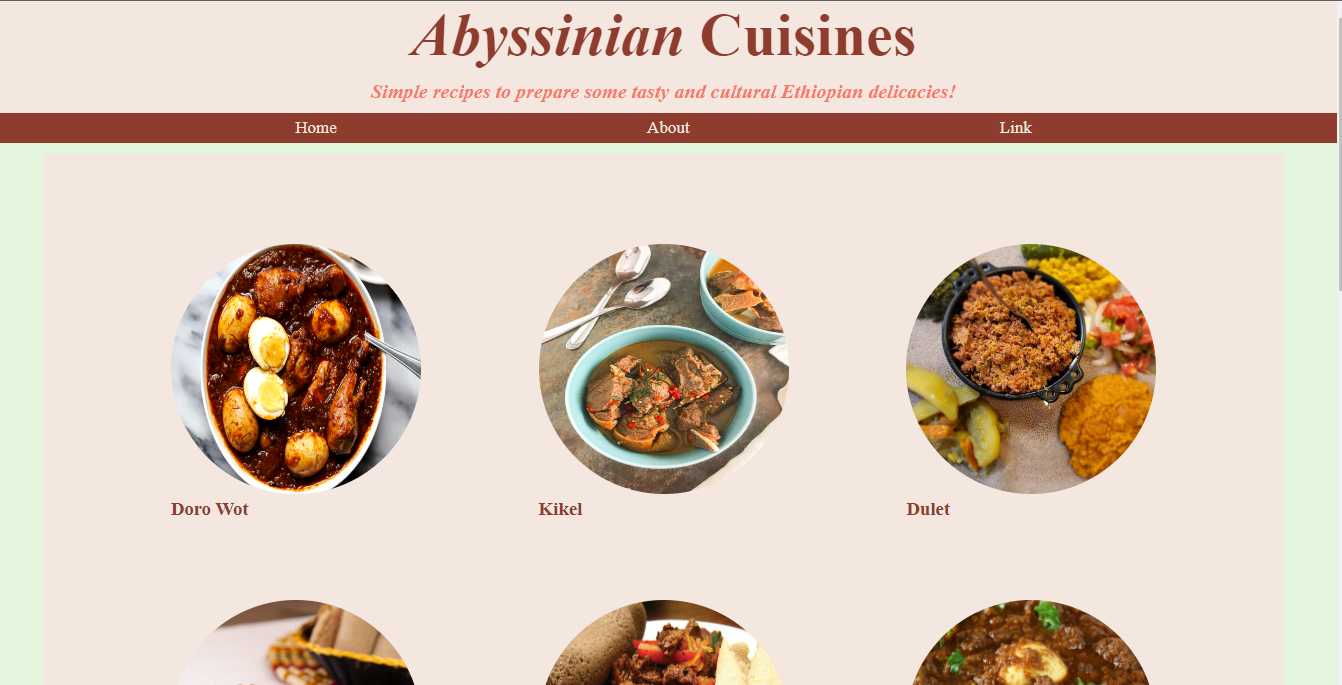 Abyssinian Cuisines
Simple recipes to prepare some tasty and cultural Ethiopian delicacies!
Home About Link
Doro Wot Kikel Dulet